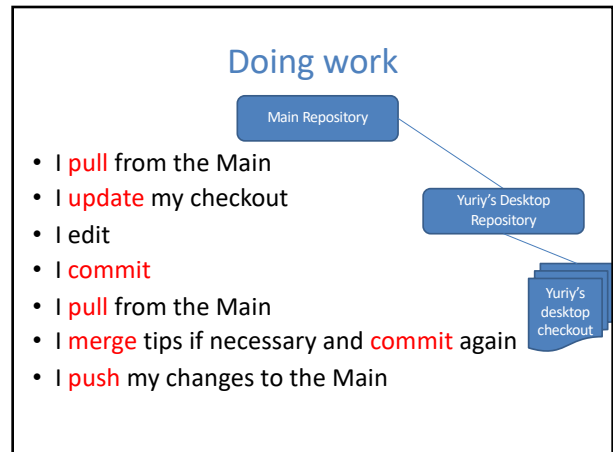 Doing work
Main Repository
• I pull from the Main
• I update my checkout
• I edit
• I commit
• I pull from the Main
• I merge tips if necessary and commit again
• I push my changes to the Main
Yuriy's Desktop
Repository
Yuriy's
desktop
checkout